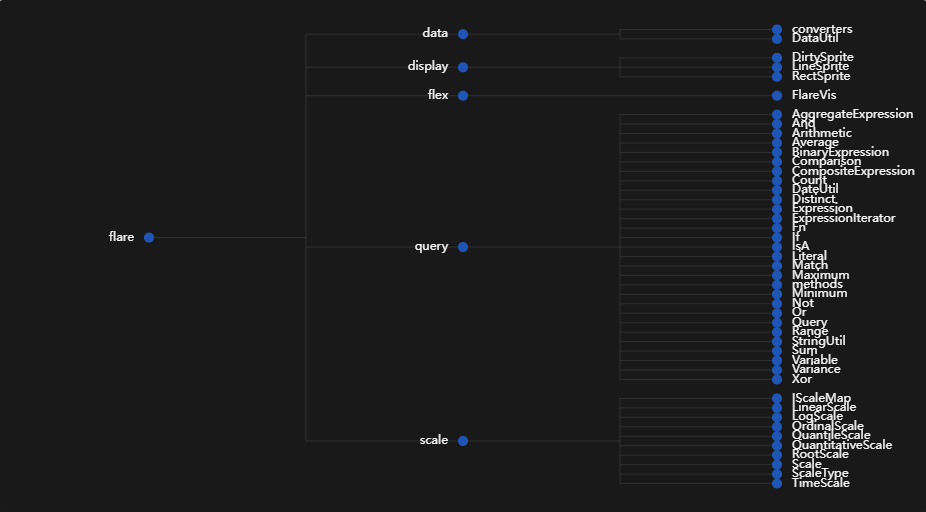 flare
data
converters
DataUtil
display
DirtySprite
LineSprite
RectSprite
flex
FlareVis
query
AggregateExpression
And
Arithmetic
Average
BinaryExpression
Comparison
CompositeExpression
Count
DateUtil
Distinct
Expression
ExpressionIterator
Fn
If
IsA
Literal
Match
Maximum
methods
Minimum
Not
Or
Query
Range
StringUtil
Sum
Variable
Variance
Xor
scale
IScaleMap
LinearScale
LogScale
OrdinalScale
QuantileScale
QuantitativeScale
RootScale
Scale
ScaleType
TimeScale